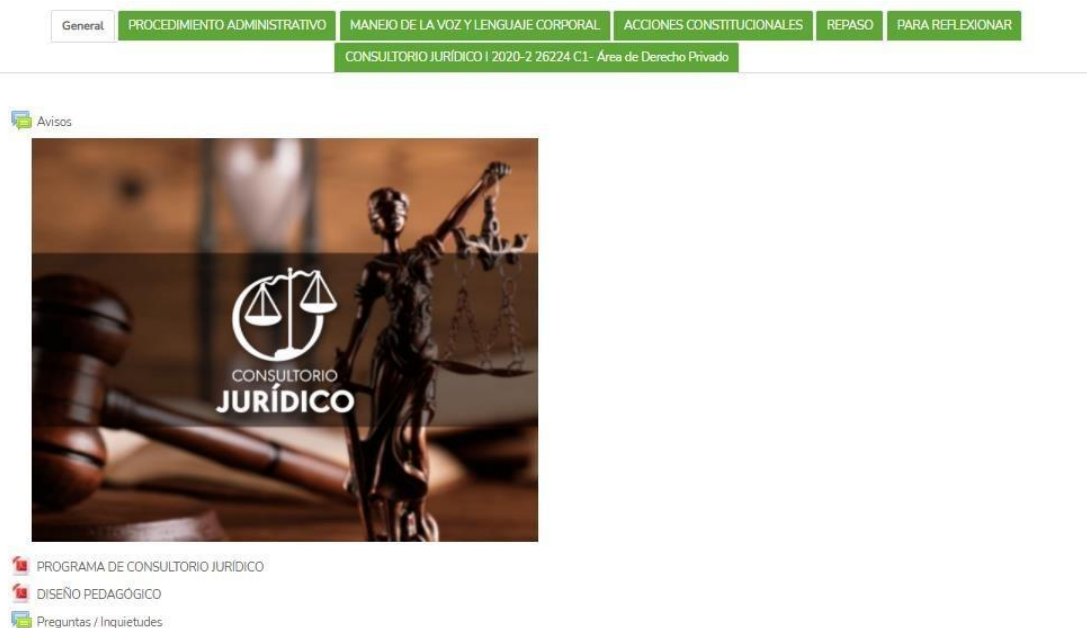 General
PROCEDIMIENTO ADMINISTRATIVO
MANEJO DE LA VOZ Y LENGUAJE CORPORAL
ACCIONES CONSTITUCIONALES
REPASO
PARA REFLEXIONAR
CONSULTORIO JURÍDICO I 2020-2 26224 C1- Área de Derecho Privado
Avisos
CONSULTORIO
JURÍDICO
PROGRAMA DE CONSULTORIO JURÍDICO
DISEÑO PEDAGÓGICO
Preguntas / Inquietudes